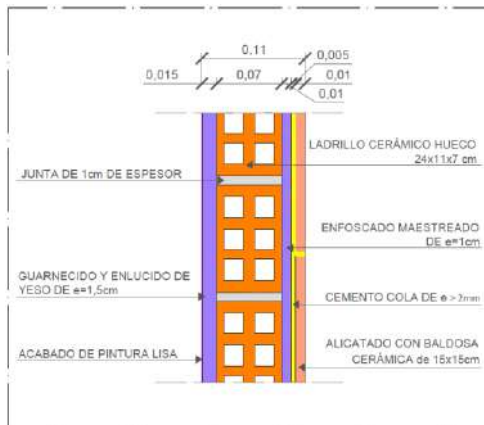 0,11
0,005
0,015
0,07
0,01
0,01
LADRILLO CERÁMICO HUECO
24x11x7 cm
JUNTA DE 1cm DE ESPESOR
ENFOSCADO MAESTREADO
DE e=1cm
GUARNECIDO Y ENLUCIDO DE
YESO DE e=1,5cm
CEMENTO COLA DE e > 2mm
ACABADO DE PINTURA LISA
ALICATADO CON BALDOSA
CERÁMICA de 15x15cm